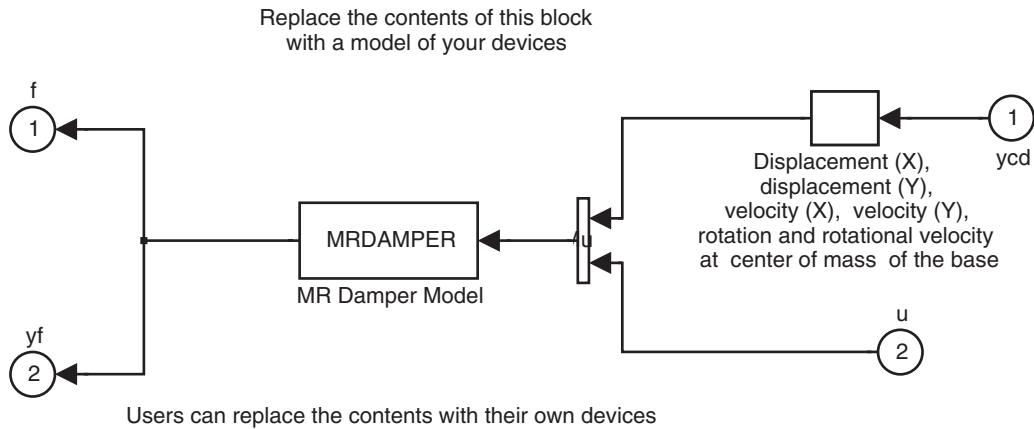 Replace the contents of this block
with a model of your devices
f
1
1
ycd
Displacement (X),
displacement (Y),
velocity (X), velocity (Y),
rotation and rotational velocity
at center of mass of the base
MRDAMPER
MR Damper Model
u
yf
2
u
2
Users can replace the contents with their own devices